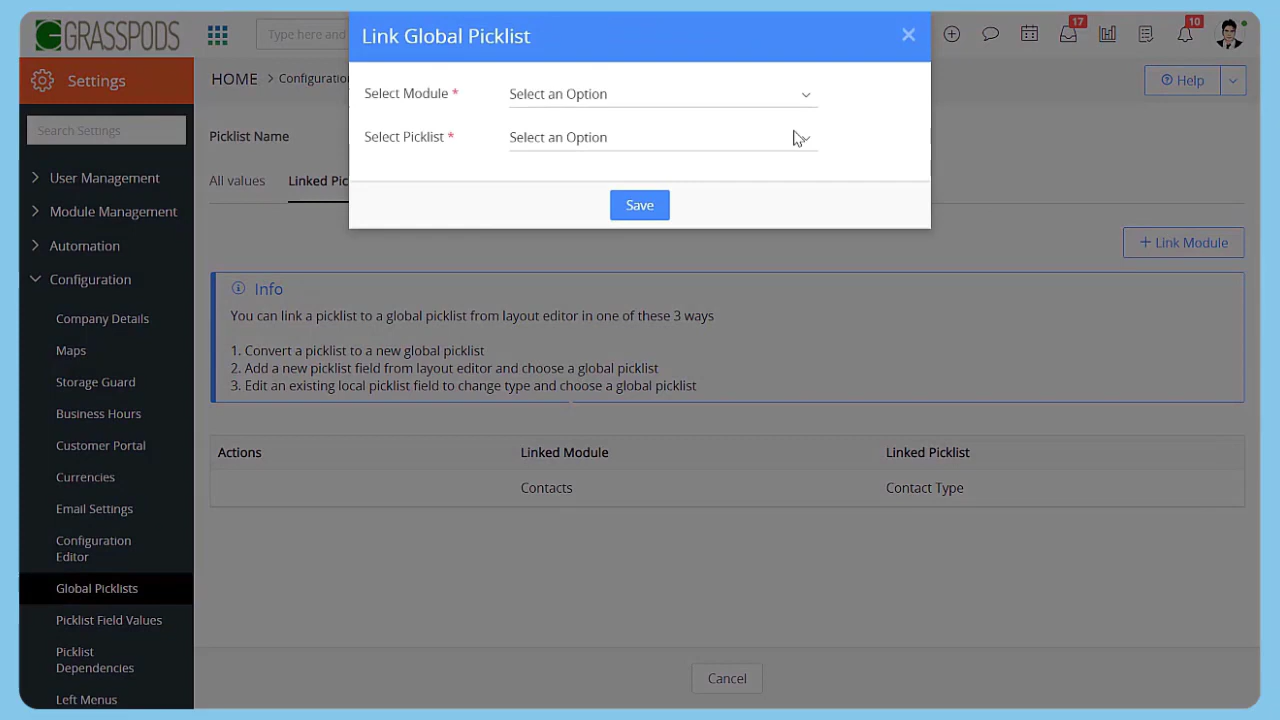 GRASSPODS
Type here and
Link Global Picklist
17
10
Settings
HOME > Configuratio
Help
Search Settings
Select Module *
Select an Option
Select Picklist *
Select an Option
Save
Picklist Name
All values
Linked Pic
+ Link Module
User Management
Module Management
Automation
Configuration
Company Details
Maps
Storage Guard
Business Hours
Customer Portal
Currencies
Email Settings
Configuration
Editor
Global Picklists
Picklist Field Values
Picklist
Dependencies
Left Menus
Info
You can link a picklist to a global picklist from layout editor in one of these 3 ways
1. Convert a picklist to a new global picklist
2. Add a new picklist field from layout editor and choose a global picklist
3. Edit an existing local picklist field to change type and choose a global picklist
Actions Linked Module Linked Picklist
Contacts Contact Type
Cancel